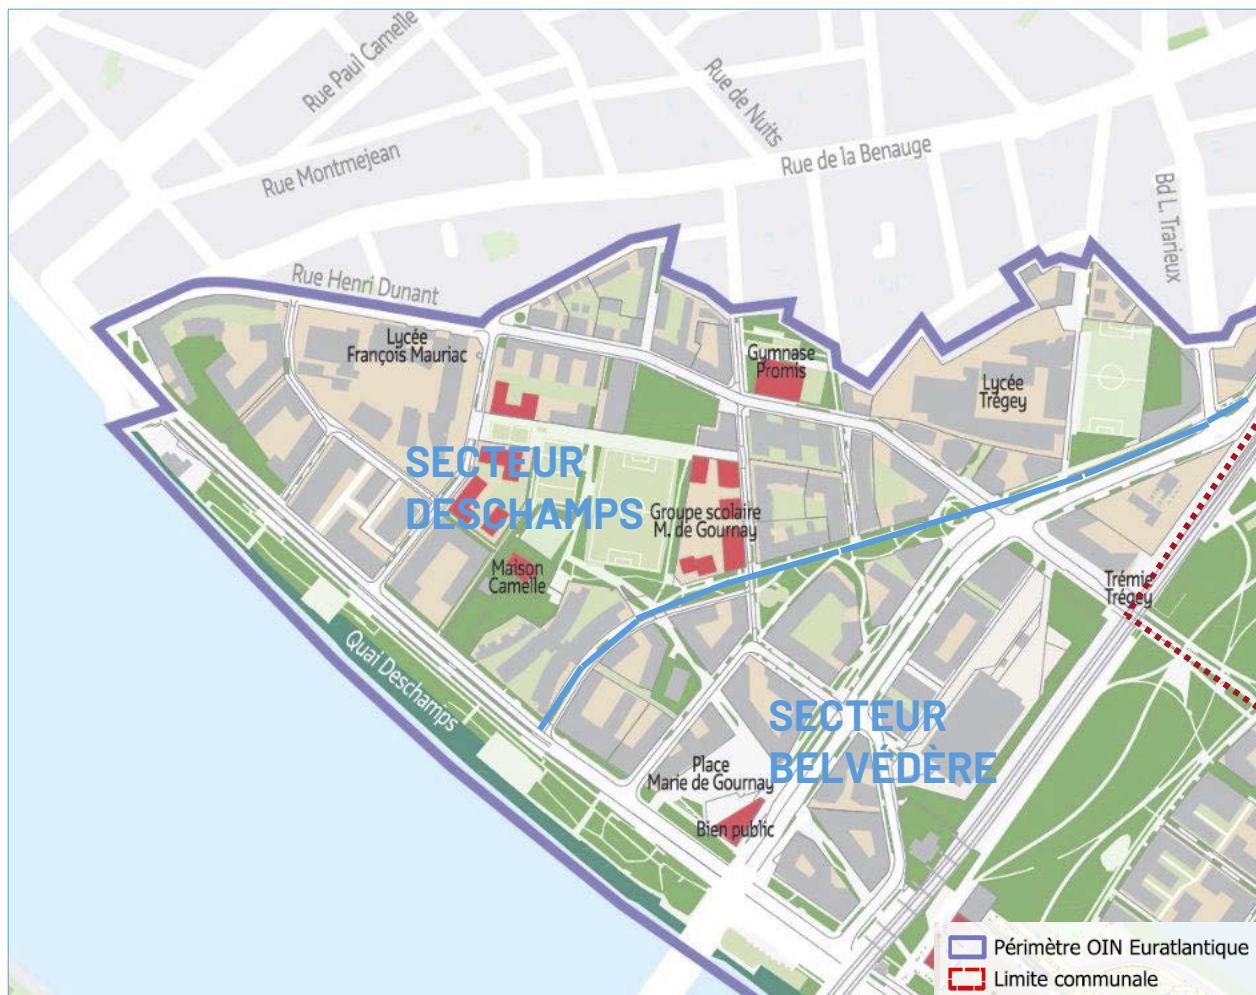 Rue Paul Camelle
Rue de Nuits
Rue Montmejean
Rue de la Benauge
Bd L. Trarieux
Rue Henri Dunant
Lycée
François Mauriac
Gymnase
Promis
Lycée
Trégey
SECTEUR
DESCHAMPS
Groupe scolaire
M. de Gournay
Maison
Camelle
Trémie
Trégey
Quai Deschamps
SECTEUR
BELVÉDÈRE
Place
Marie de Gournay
Bien public
Périmètre OIN Euratlantique
Limite communale